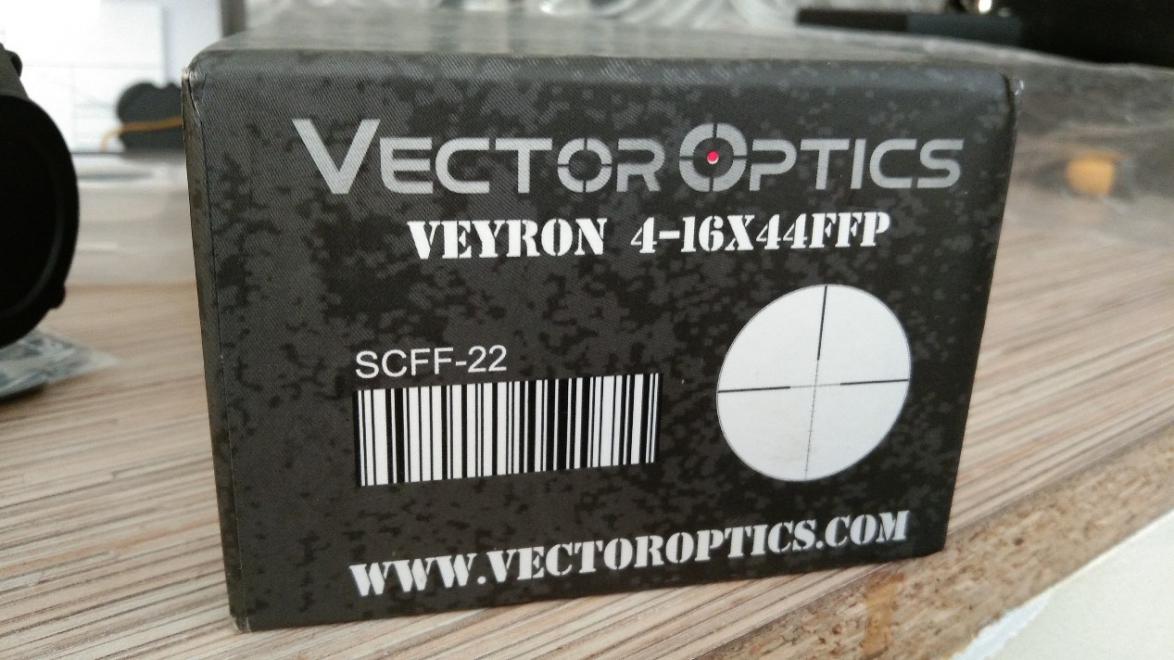 VECTOR OPTICS
VEYRON 4-16X44FFP
SCFF-22
WWW.VECTOROPTICS.COM